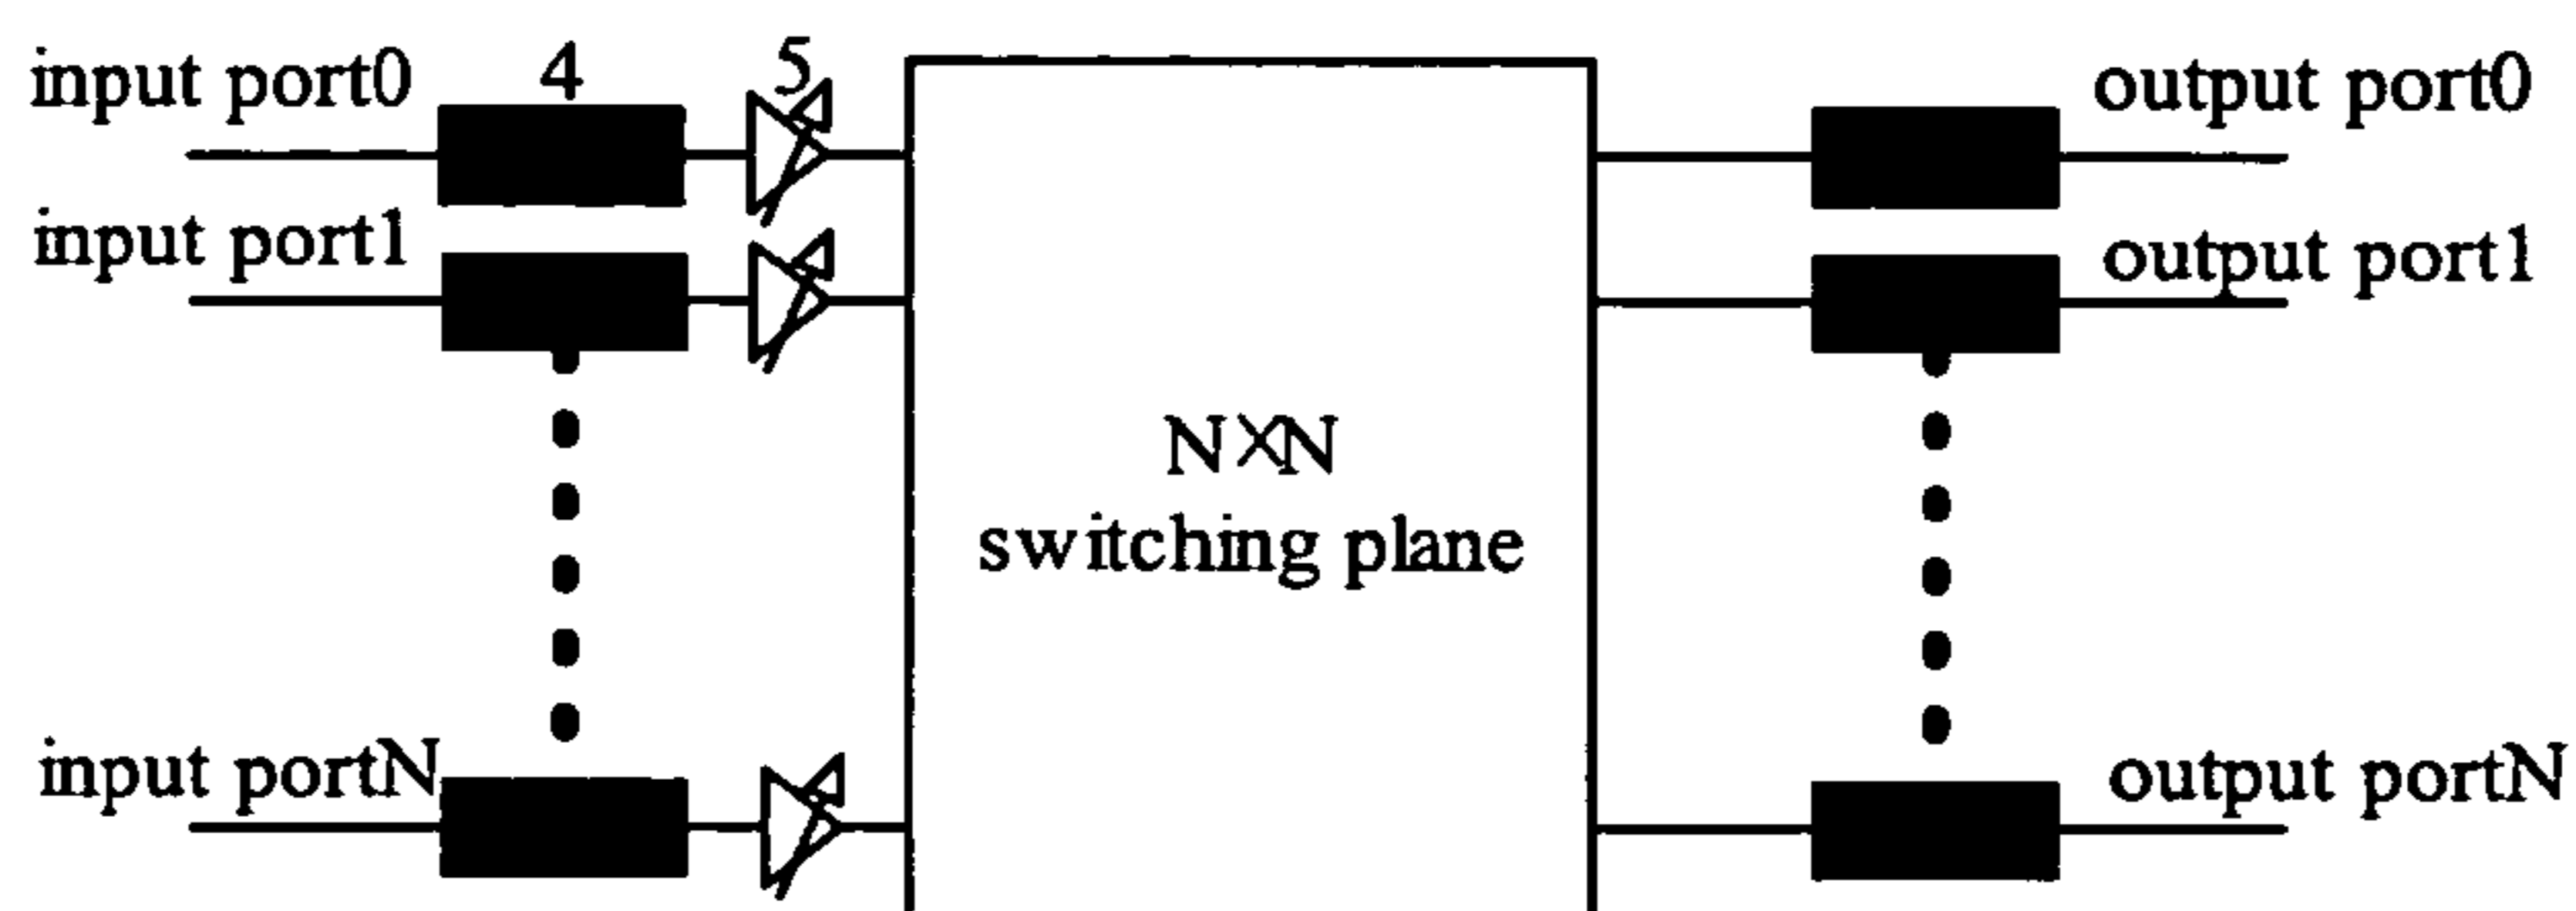 input port0
4
5
output port0
input port1
output port1
N×N
switching plane
input portN
output portN